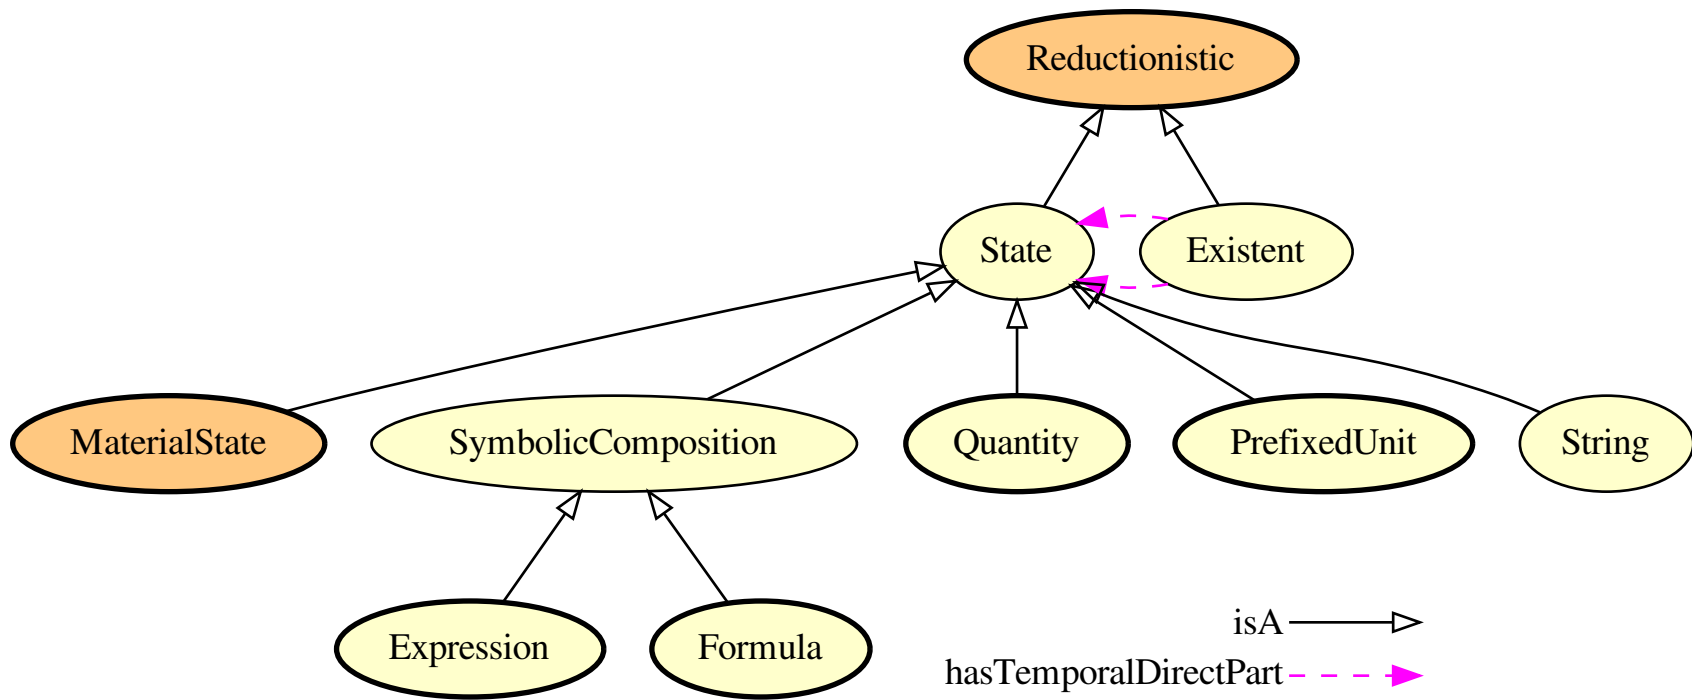 Reductionistic
State
Existent
MaterialState
SymbolicComposition
Quantity
PrefixedUnit
String
Expression
Formula
isA
hasTemporalDirectPart